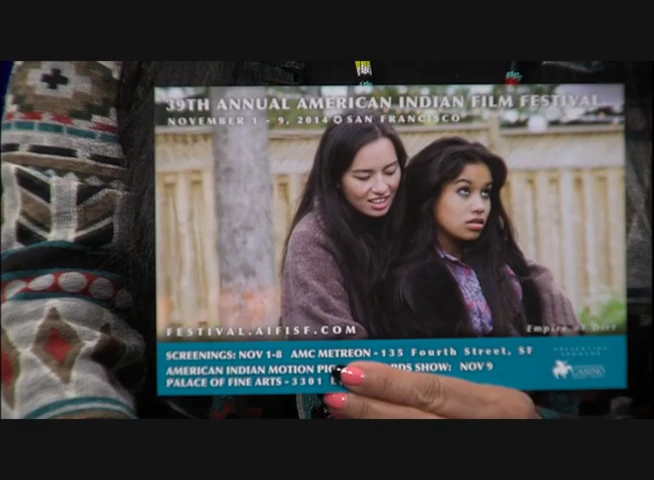 39TH ANNUAL AMERICAN INDIAN FILM FESTIVAL
NOVEMBER 1 - 9, 2014 SAN FRANCISCO
FESTIVAL.AIFISF.COM
Empire of Dirt
SCREENINGS: NOV 1-8 AMC METREON - 135 Fourth Street, SF
AMERICAN INDIAN MOTION SHOW: NOV 9
PALACE OF FINE ARTS - 3301
PRESENTING
SPONSOR
CASINO